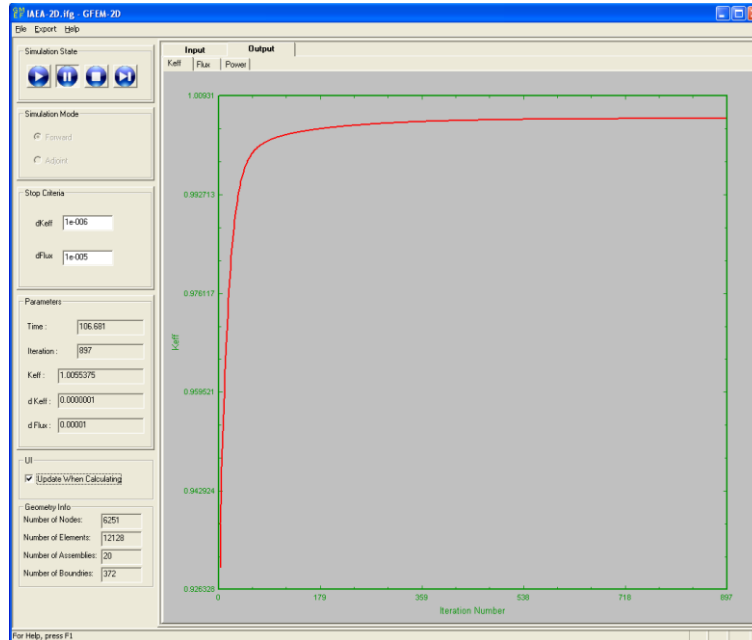 IAEA-2D.ifg - GFEM-2D
File Export Help
Simulation State
Simulation Mode
Forward
Adjoint
Stop Criteria
dKeff 1e-006
dFlux 1e-005
Parameters
Time : 106.681
Iteration : 897
Keff : 1.0055375
d Keff : 0.0000001
d Flux : 0.00001
UI
Update When Calculating
Geometry Info
Number of Nodes: 6251
Number of Elements: 12128
Number of Assemblies: 20
Number of Boundries: 372
Input Output
Keff Flux Power
1.00931
0.992713
0.976117
0.959521
0.942924
0.926328
Keff
0 179 359 538 718 897
Iteration Number
For Help, press F1